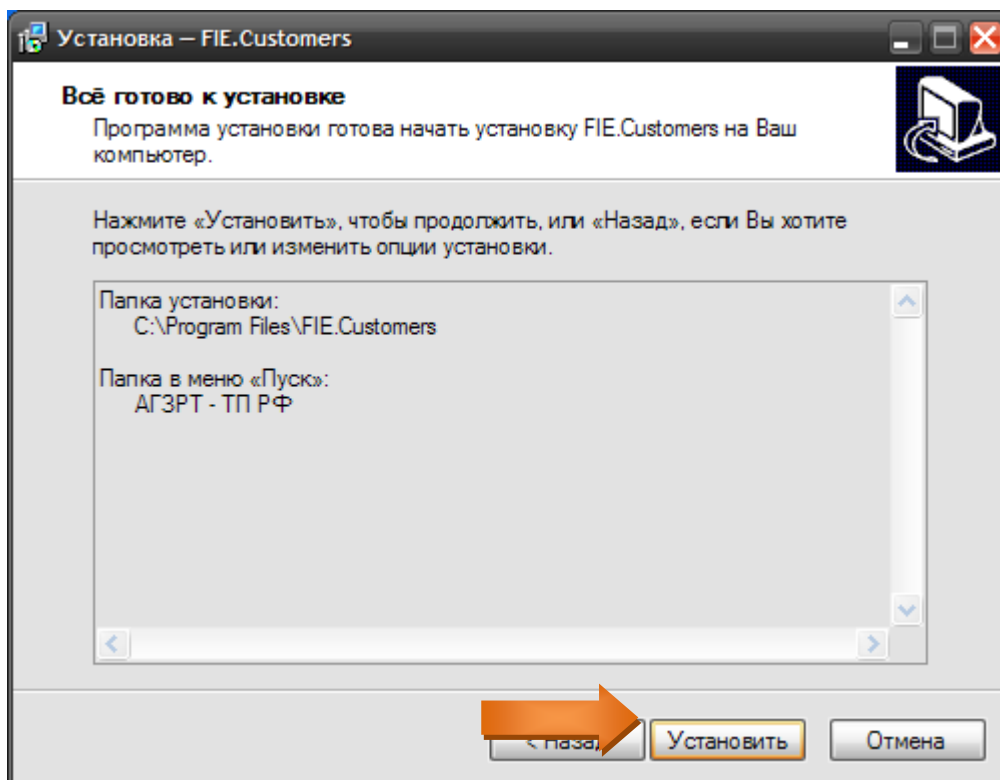 Установка — FIE.Customers
Всё готово к установке
Программа установки готова начать установку FIE.Customers на Ваш
компьютер.
Нажмите «Установить», чтобы продолжить, или «Назад», если Вы хотите
просмотреть или изменить опции установки.
Папка установки:
C:\Program Files\FIE.Customers
Папка в меню «Пуск»:
АГЗРТ - ТП РФ
< Назад
Установить
Отмена